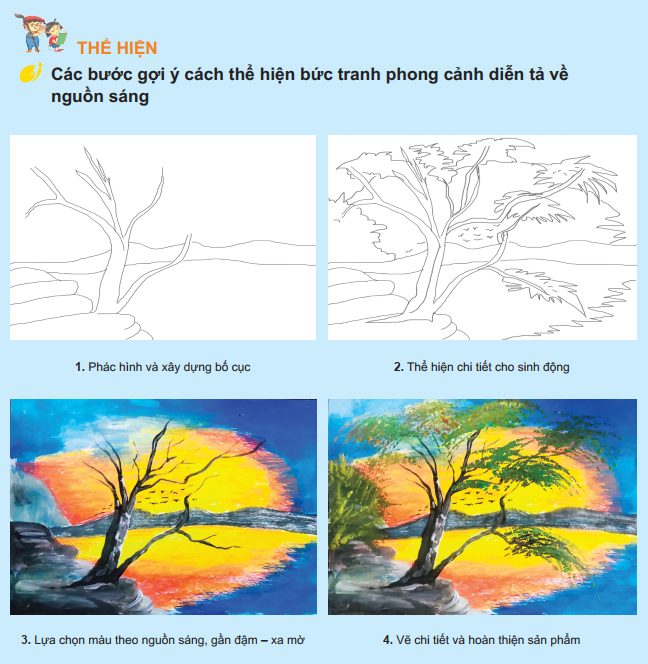 THỂ HIỆN
Các bước gợi ý cách thể hiện bức tranh phong cảnh diễn tả về
nguồn sáng
1. Phác hình và xây dựng bố cục
2. Thể hiện chi tiết cho sinh động
3. Lựa chọn màu theo nguồn sáng, gần đậm – xa mờ
4. Vẽ chi tiết và hoàn thiện sản phẩm